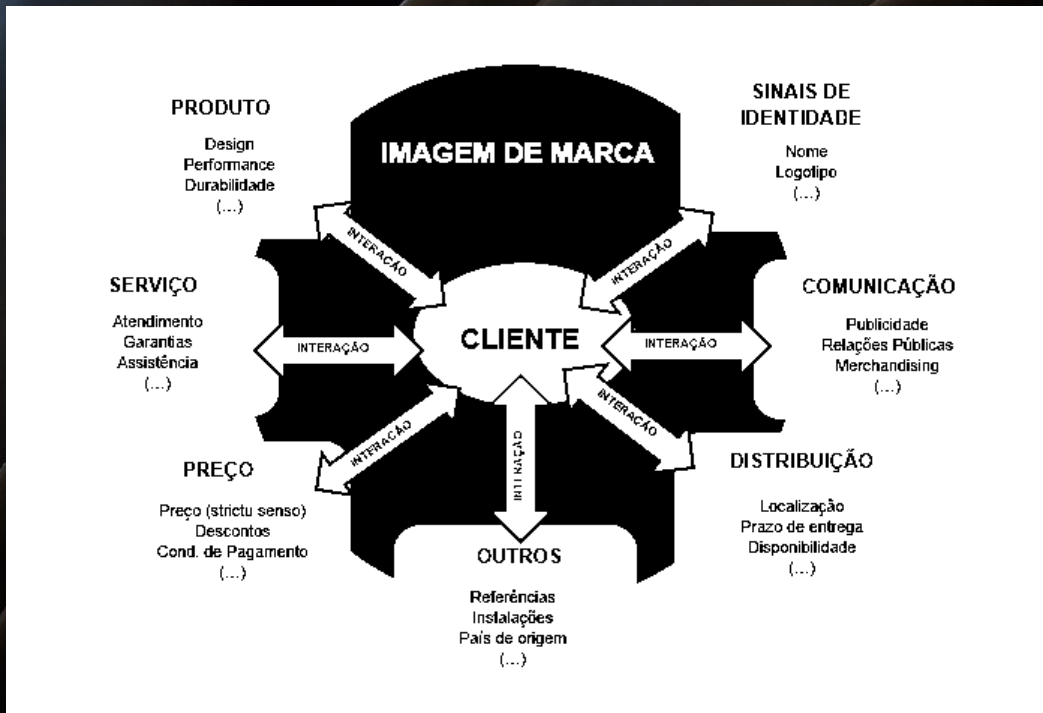 IMAGEM DE MARCA
PRODUTO
Design
Performance
Durabilidade
(...)
SINAIS DE
IDENTIDADE
Nome
Logotipo
(...)
INTERAÇÃO
INTERAÇÃO
SERVIÇO
Atendimento
Garantias
Assistência
(...)
INTERAÇÃO
CLIENTE
INTERAÇÃO
COMUNICAÇÃO
Publicidade
Relações Públicas
Merchandising
(...)
INTERAÇÃO
INTERAÇÃO
INTERAÇÃO
PREÇO
Preço (strictu senso)
Descontos
Cond. de Pagamento
(...)
DISTRIBUIÇÃO
Localização
Prazo de entrega
Disponibilidade
(...)
OUTROS
Referências
Instalações
País de origem
(...)